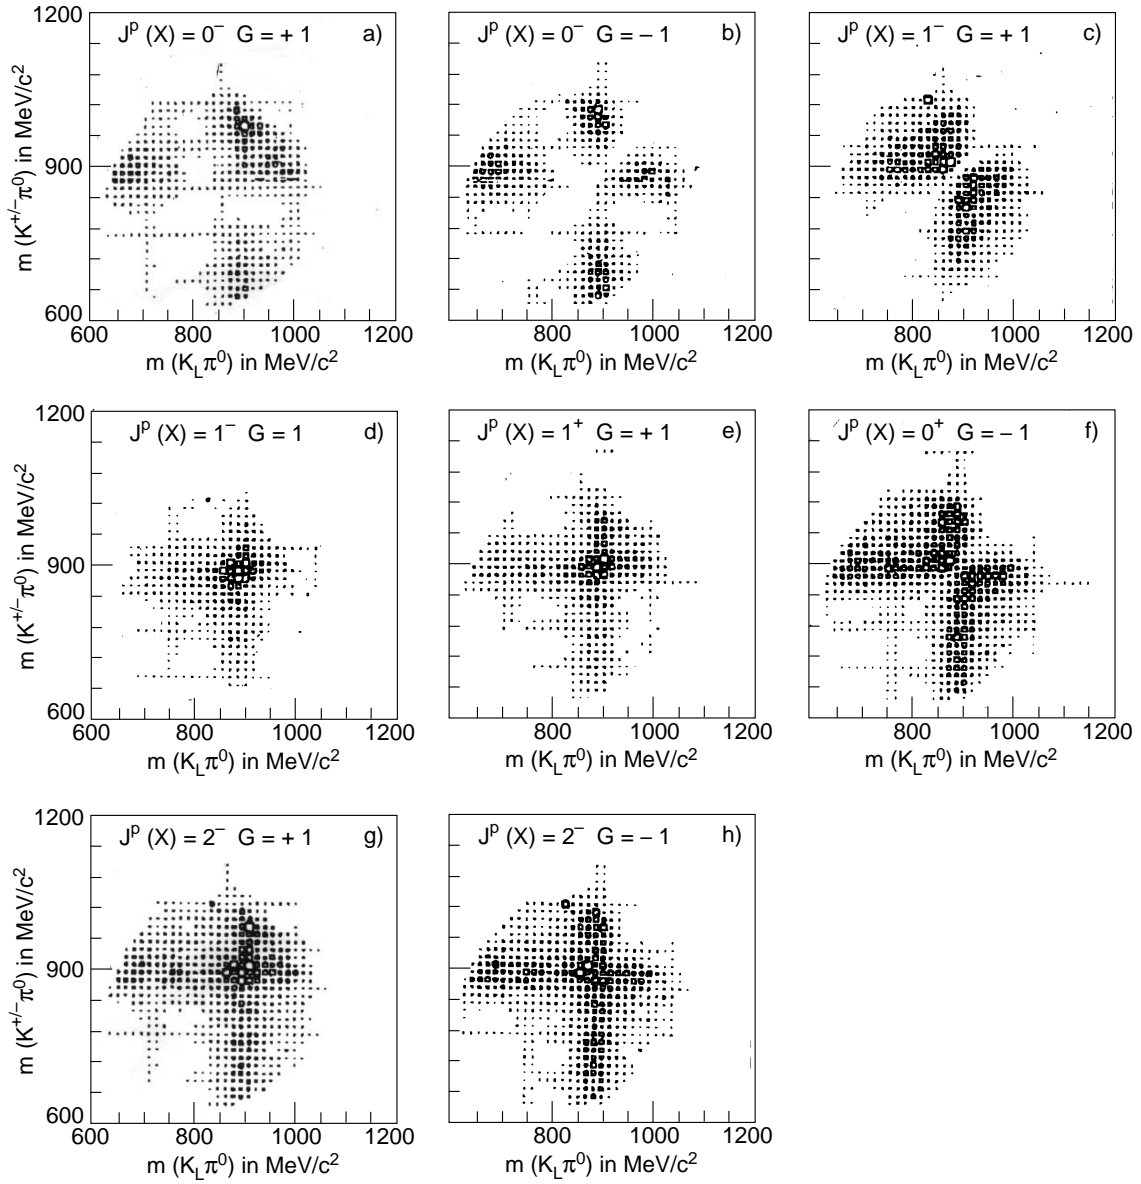 1200
J^p (X) = 0^– G = + 1 a)
J^p (X) = 0^– G = – 1 b)
J^p (X) = 1^– G = + 1 c)
m (K^+/–π^0) in MeV/c^2
900
600
600 800 1000 1200
800 1000 1200
800 1000 1200
m (K_Lπ^0) in MeV/c^2
m (K_Lπ^0) in MeV/c^2
m (K_Lπ^0) in MeV/c^2
1200
J^p (X) = 1^– G = 1 d)
J^p (X) = 1^+ G = + 1 e)
J^p (X) = 0^+ G = – 1 f)
m (K^+/–π^0) in MeV/c^2
900
600
600 800 1000 1200
800 1000 1200
800 1000 1200
m (K_Lπ^0) in MeV/c^2
m (K_Lπ^0) in MeV/c^2
m (K_Lπ^0) in MeV/c^2
1200
J^p (X) = 2^– G = + 1 g)
J^p (X) = 2^– G = – 1 h)
m (K^+/–π^0) in MeV/c^2
900
600
600 800 1000 1200
800 1000 1200
m (K_Lπ^0) in MeV/c^2
m (K_Lπ^0) in MeV/c^2